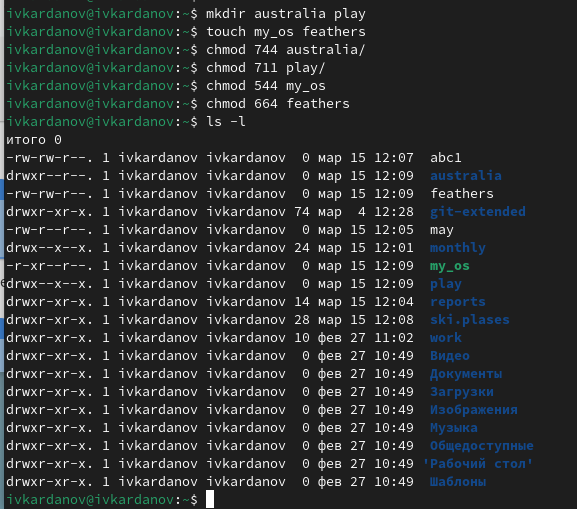 ivkardanov@ivkardanov:~$ mkdir australia play
ivkardanov@ivkardanov:~$ touch my_os feathers
ivkardanov@ivkardanov:~$ chmod 744 australia/
ivkardanov@ivkardanov:~$ chmod 711 play/
ivkardanov@ivkardanov:~$ chmod 544 my_os
ivkardanov@ivkardanov:~$ chmod 664 feathers
ivkardanov@ivkardanov:~$ ls -l
итого 0
-rw-rw-r--. 1 ivkardanov ivkardanov  0 мар 15 12:07  abc1
drwxr--r--. 1 ivkardanov ivkardanov  0 мар 15 12:09  australia
-rw-rw-r--. 1 ivkardanov ivkardanov  0 мар 15 12:09  feathers
drwxr-xr-x. 1 ivkardanov ivkardanov 74 мар  4 12:28  git-extended
-rw-r--r--. 1 ivkardanov ivkardanov  0 мар 15 12:05  may
drwx--x--x. 1 ivkardanov ivkardanov 24 мар 15 12:01  monthly
-r-xr--r--. 1 ivkardanov ivkardanov  0 мар 15 12:09  my_os
drwx--x--x. 1 ivkardanov ivkardanov  0 мар 15 12:09  play
drwxr-xr-x. 1 ivkardanov ivkardanov 14 мар 15 12:04  reports
drwxr-xr-x. 1 ivkardanov ivkardanov 28 мар 15 12:08  ski.plases
drwxr-xr-x. 1 ivkardanov ivkardanov 10 фев 27 11:02  work
drwxr-xr-x. 1 ivkardanov ivkardanov  0 фев 27 10:49  Видео
drwxr-xr-x. 1 ivkardanov ivkardanov  0 фев 27 10:49  Документы
drwxr-xr-x. 1 ivkardanov ivkardanov  0 фев 27 10:49  Загрузки
drwxr-xr-x. 1 ivkardanov ivkardanov  0 фев 27 10:49  Изображения
drwxr-xr-x. 1 ivkardanov ivkardanov  0 фев 27 10:49  Музыка
drwxr-xr-x. 1 ivkardanov ivkardanov  0 фев 27 10:49  Общедоступные
drwxr-xr-x. 1 ivkardanov ivkardanov  0 фев 27 10:49 'Рабочий стол'
drwxr-xr-x. 1 ivkardanov ivkardanov  0 фев 27 10:49  Шаблоны
ivkardanov@ivkardanov:~$